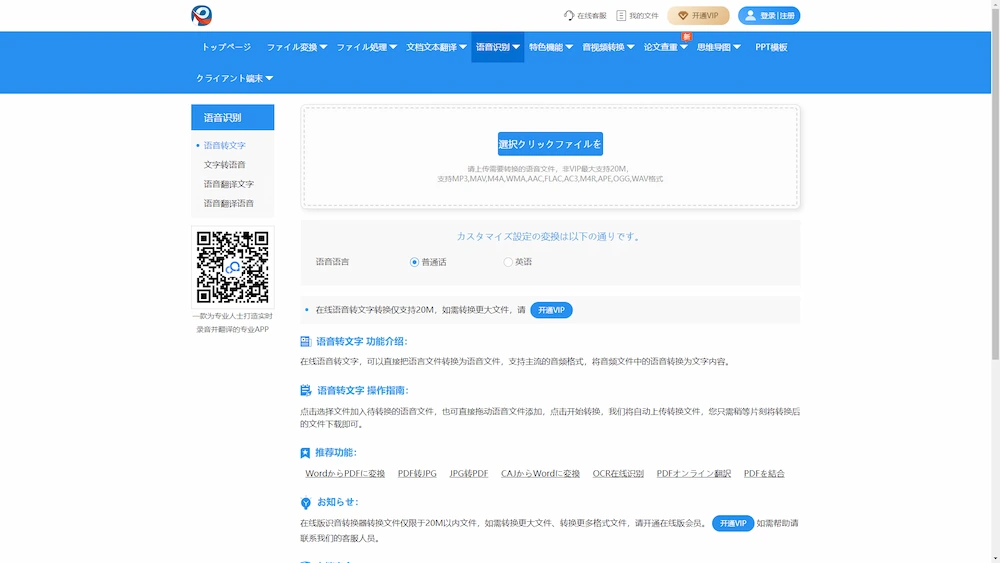 在线客服 我的文件 开通VIP 登录|注册
新
トップページ ファイル変換 ファイル処理 文档文本翻译 语音识别 特色機能 音视频转换 论文查重 思维导图 PPT模板
クライアント端末
语音识别
语音转文字
文字转语音
语音翻译文字
语音翻译语音
一款为专业人士打造实时
录音并翻译的专业APP
選択クリックファイルを
请上传需要转换的语音文件，非VIP最大支持20M，
支持MP3,MAV,M4A,WMA,AAC,FLAC,AC3,M4R,APE,OGG,WAV格式
カスタマイズ設定の変換は以下の通りです。
语音语言 普通话 英语
在线语音转文字转换仅支持20M，如需转换更大文件，请 开通VIP
语音转文字 功能介绍：
在线语音转文字，可以直接把语言文件转换为语音文件，支持主流的音频格式，将音频文件中的语音转换为文字内容。
语音转文字 操作指南：
点击选择文件加入待转换的语音文件，也可直接拖动语音文件添加，点击开始转换，我们将自动上传转换文件，您只需稍等片刻将转换后
的文件下载即可。
推荐功能：
WordからPDFに変換 PDF转JPG JPG转PDF CAJからWordに変換 OCR在线识别 PDFオンライン翻訳 PDFを結合
お知らせ：
在线版识音转换器转换文件仅限于20M以内文件，如需转换更大文件、转换更多格式文件，请开通在线版会员。 开通VIP 如需帮助请
联系我们的客服人员。